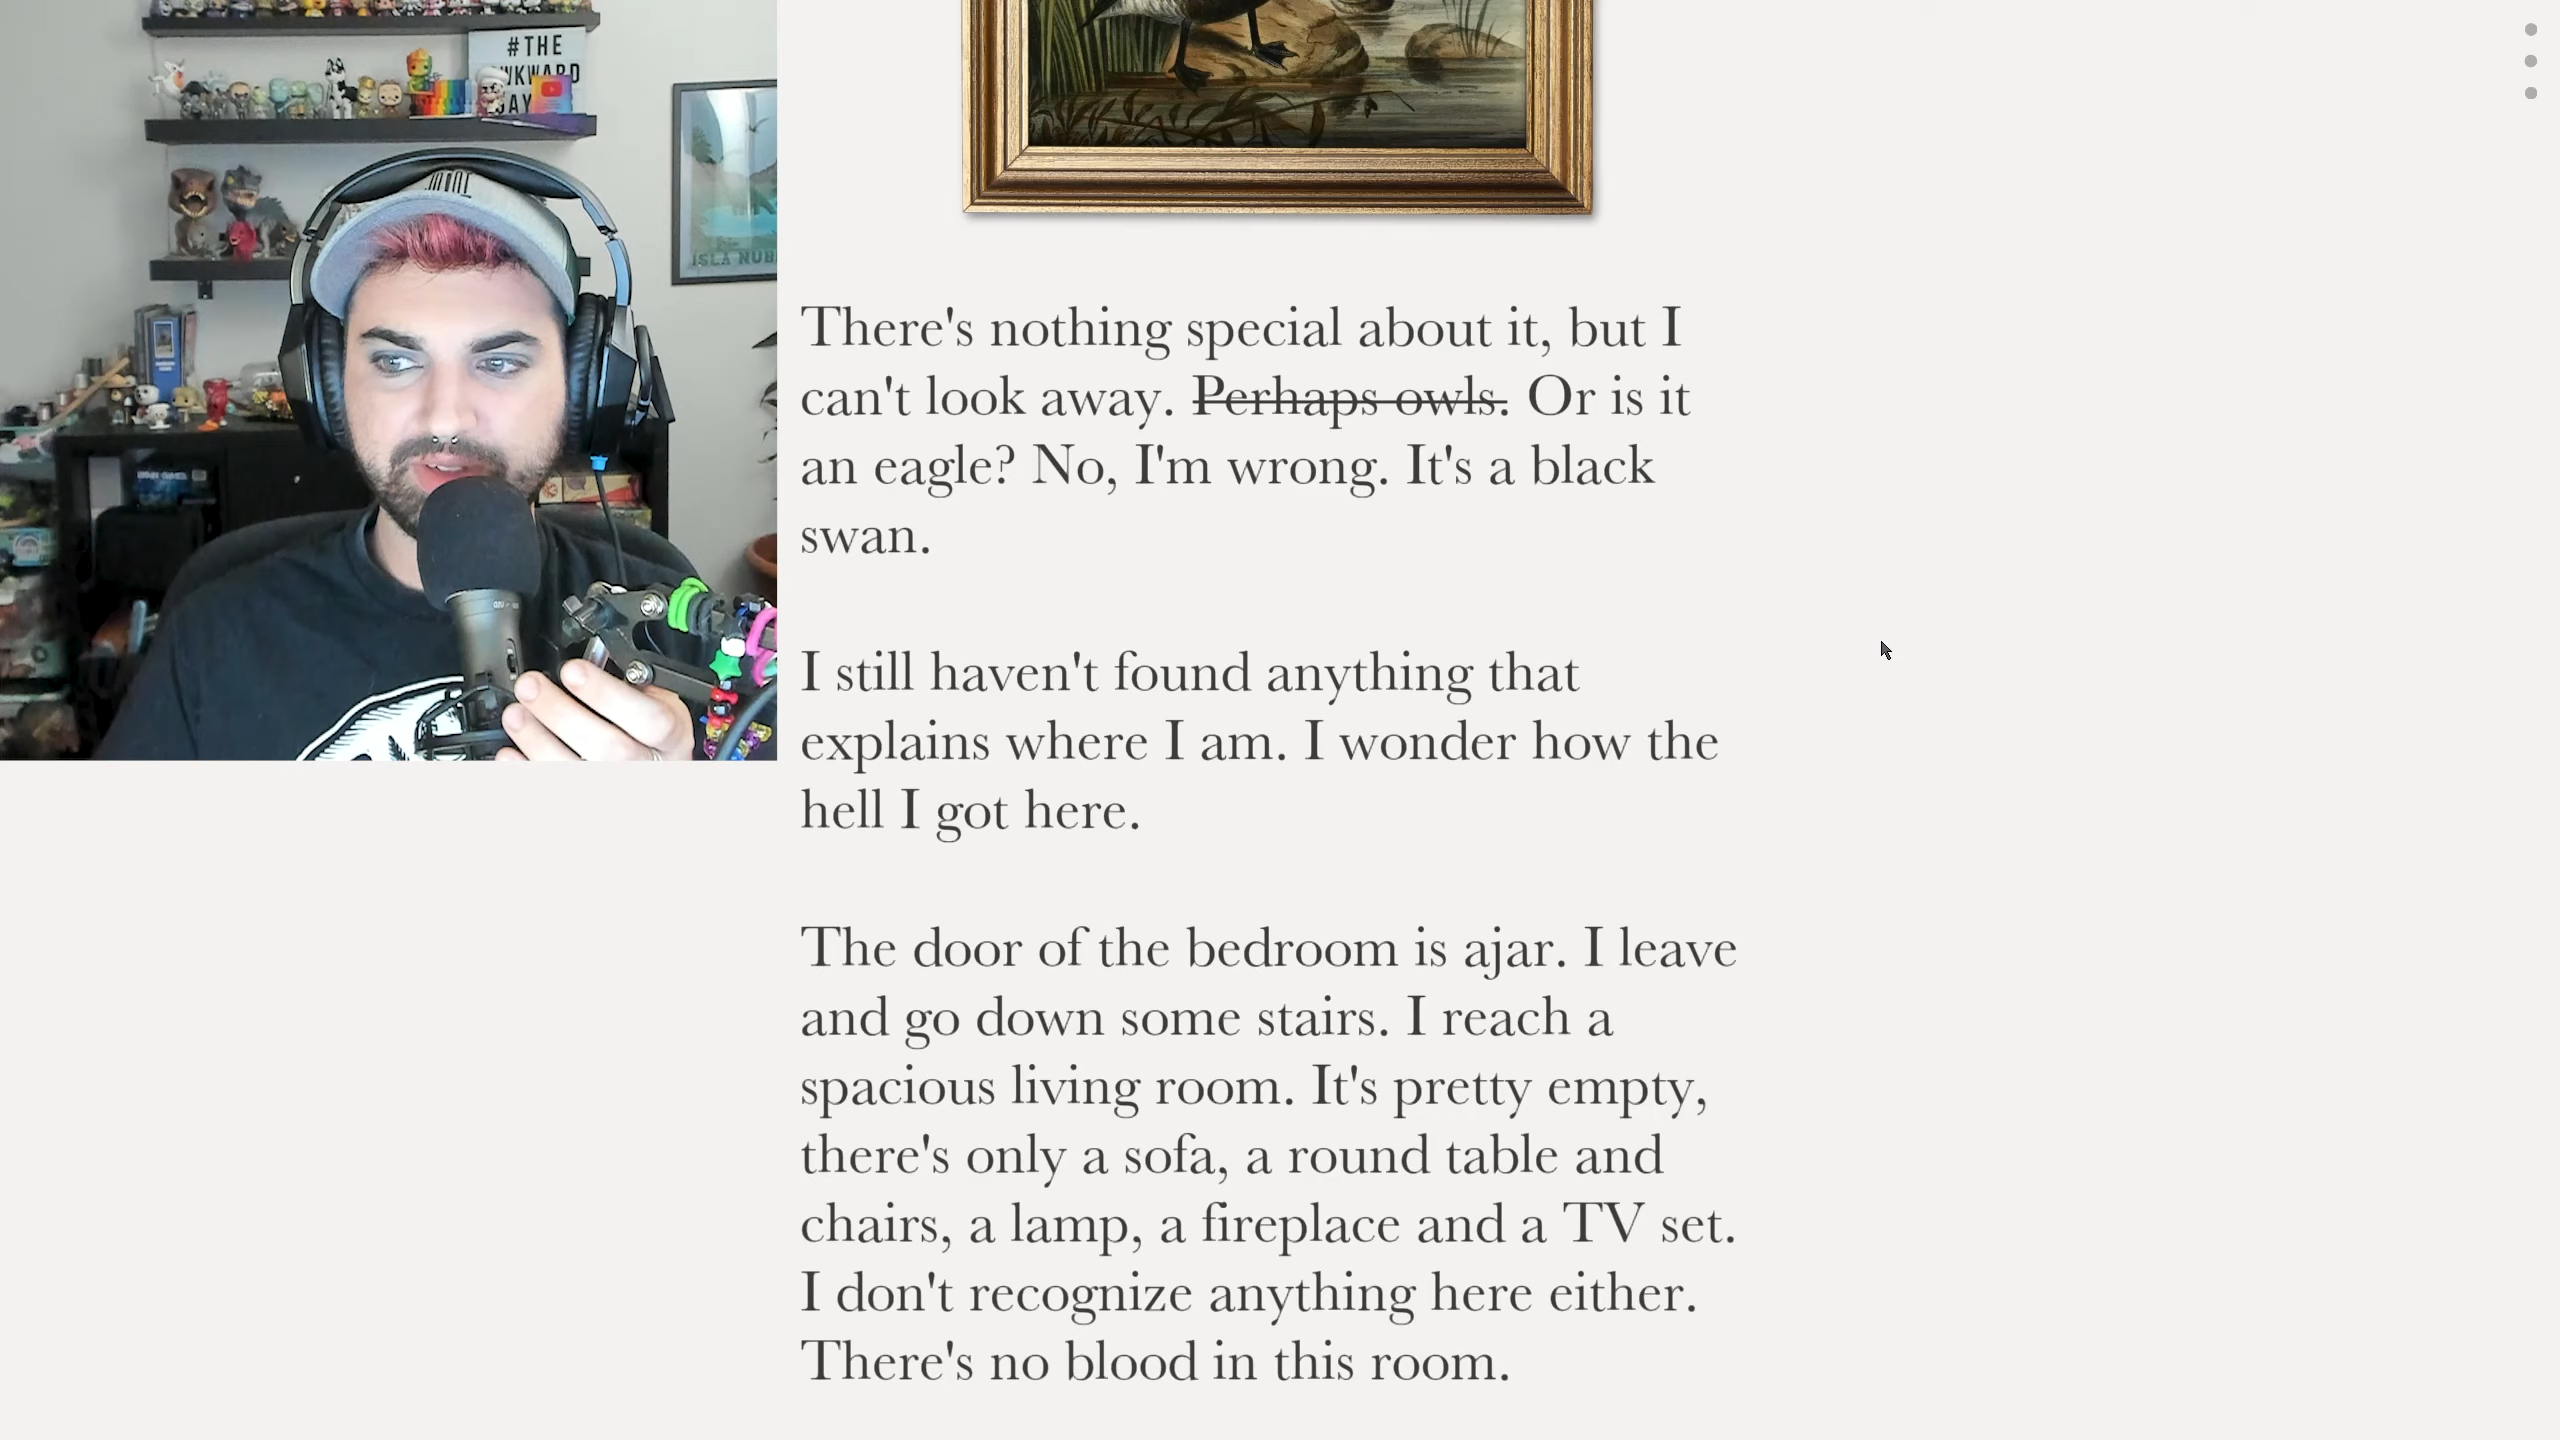 #THE
WKWARD
GAY
ISLA NUB
There's nothing special about it, but I
can't look away. Perhaps owls. Or is it
an eagle? No, I'm wrong. It's a black
swan.
I still haven't found anything that
explains where I am. I wonder how the
hell I got here.
The door of the bedroom is ajar. I leave
and go down some stairs. I reach a
spacious living room. It's pretty empty,
there's only a sofa, a round table and
chairs, a lamp, a fireplace and a TV set.
I don't recognize anything here either.
There's no blood in this room.